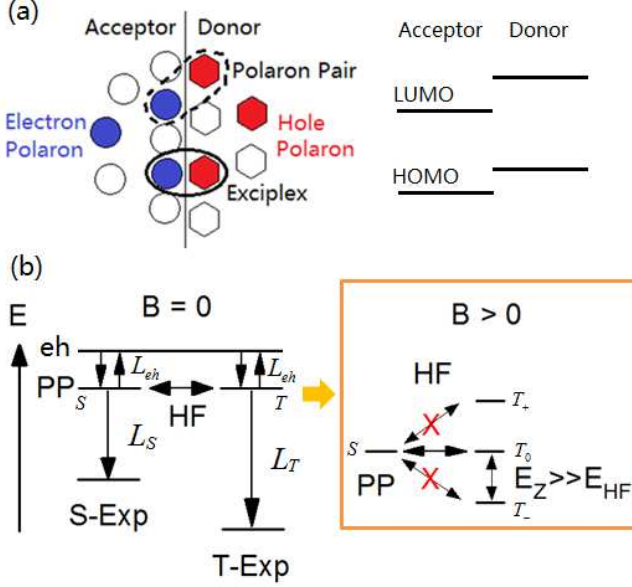 (a)
Acceptor Donor
Polaron Pair
Electron
Polaron
Hole
Polaron
Exciplex
Acceptor Donor
LUMO
HOMO
(b)
E
B = 0
eh
L_eh L_eh
PP S HF T
L_S L_T
S-Exp
T-Exp
B > 0
HF
T_+
X
S T_0
PP X E_Z>>E_HF
T_−